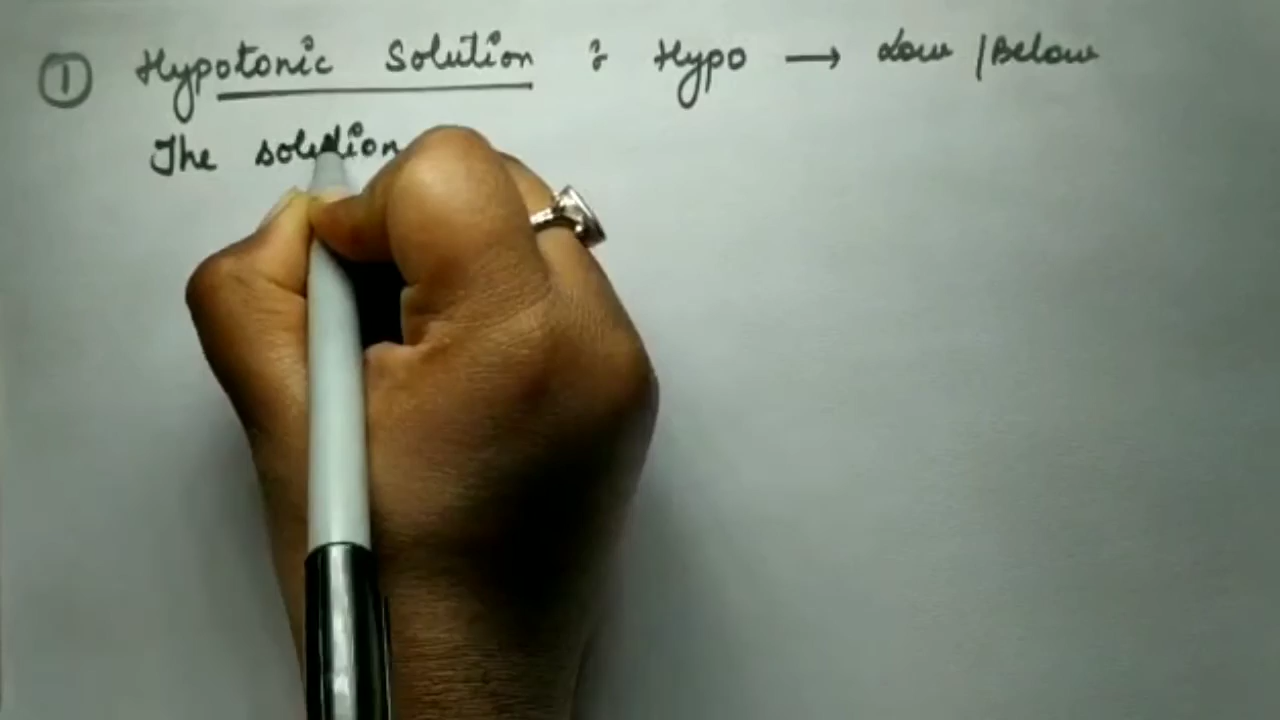 ① Hypotonic Solution : Hypo → Low / Below
The solution